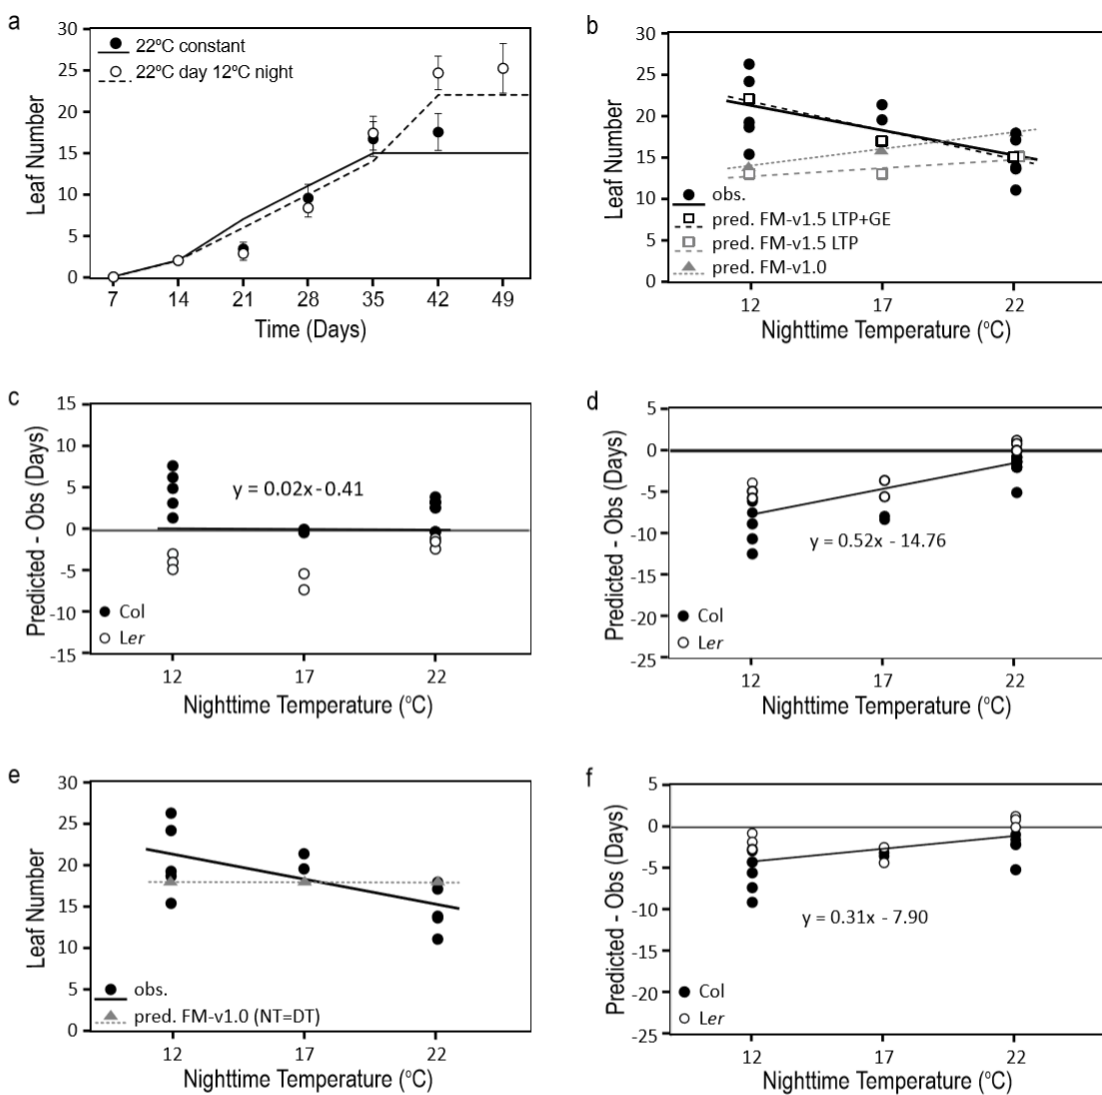 a
30
25
20
15
10
5
0
Leaf Number
22ºC constant
22ºC day 12ºC night
7 14 21 28 35 42 49
Time (Days)
b
30
25
20
15
10
5
0
Leaf Number
obs.
pred. FM-v1.5 LTP+GE
pred. FM-v1.5 LTP
pred. FM-v1.0
12 17 22
Nighttime Temperature (ºC)
c
15
10
5
0
-5
-10
-15
Predicted - Obs (Days)
y = 0.02x - 0.41
Col
Ler
12 17 22
Nighttime Temperature (ºC)
d
5
0
-5
-10
-15
-20
-25
Predicted - Obs (Days)
y = 0.52x - 14.76
Col
Ler
12 17 22
Nighttime Temperature (ºC)
e
30
25
20
15
10
5
0
Leaf Number
obs.
pred. FM-v1.0 (NT=DT)
12 17 22
Nighttime Temperature (ºC)
f
5
0
-5
-10
-15
-20
-25
Predicted - Obs (Days)
y = 0.31x - 7.90
Col
Ler
12 17 22
Nighttime Temperature (ºC)